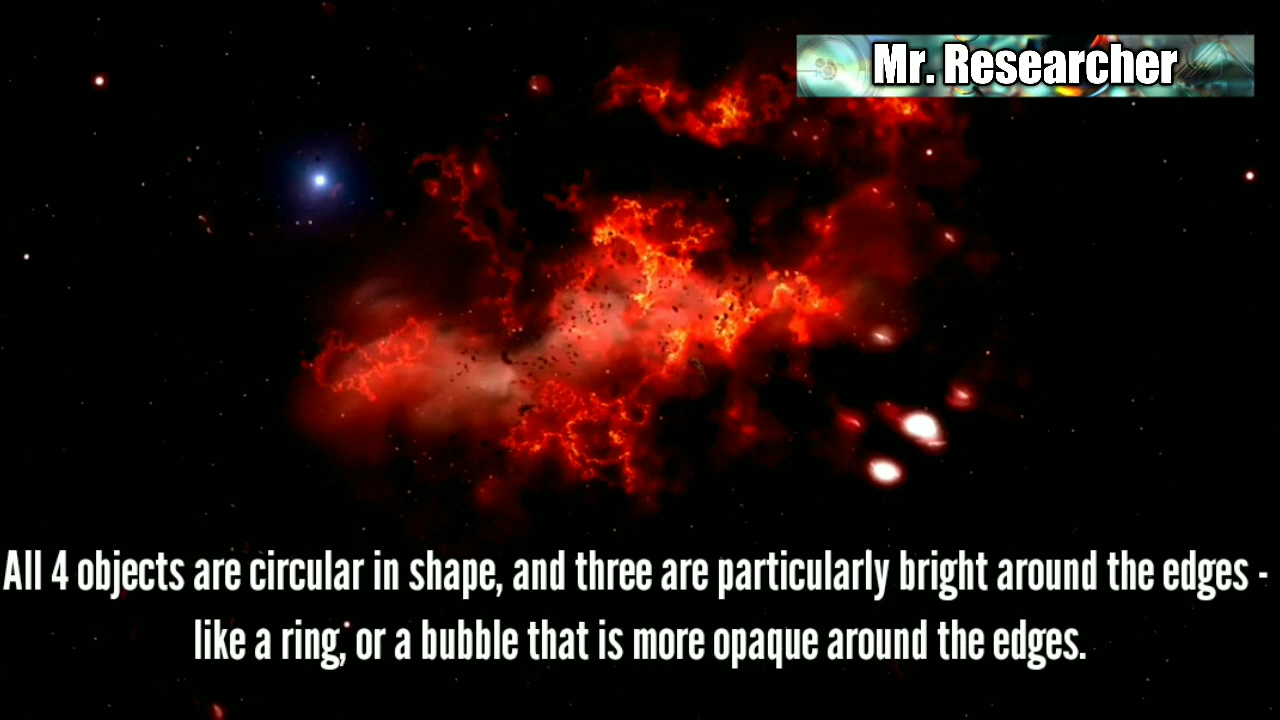 Mr. Researcher
All 4 objects are circular in shape, and three are particularly bright around the edges -
like a ring, or a bubble that is more opaque around the edges.